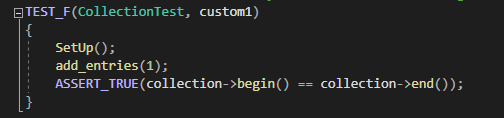 TEST_F(CollectionTest, custom1)
{
    SetUp();
    add_entries(1);
    ASSERT_TRUE(collection->begin() == collection->end());
}